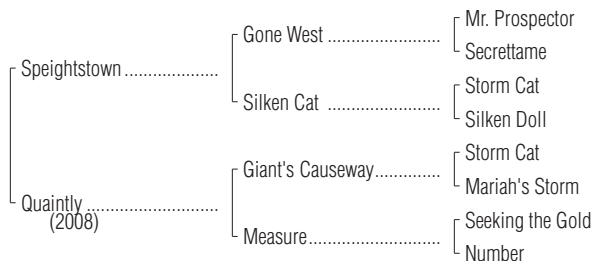 Mr. Prospector
Gone West ........................
Secrettame
Speightstown ....................
Storm Cat
Silken Cat ........................
Silken Doll
Storm Cat
Giant's Causeway..............
Mariah's Storm
Quaintly ............................
(2008)
Seeking the Gold
Measure............................
Number